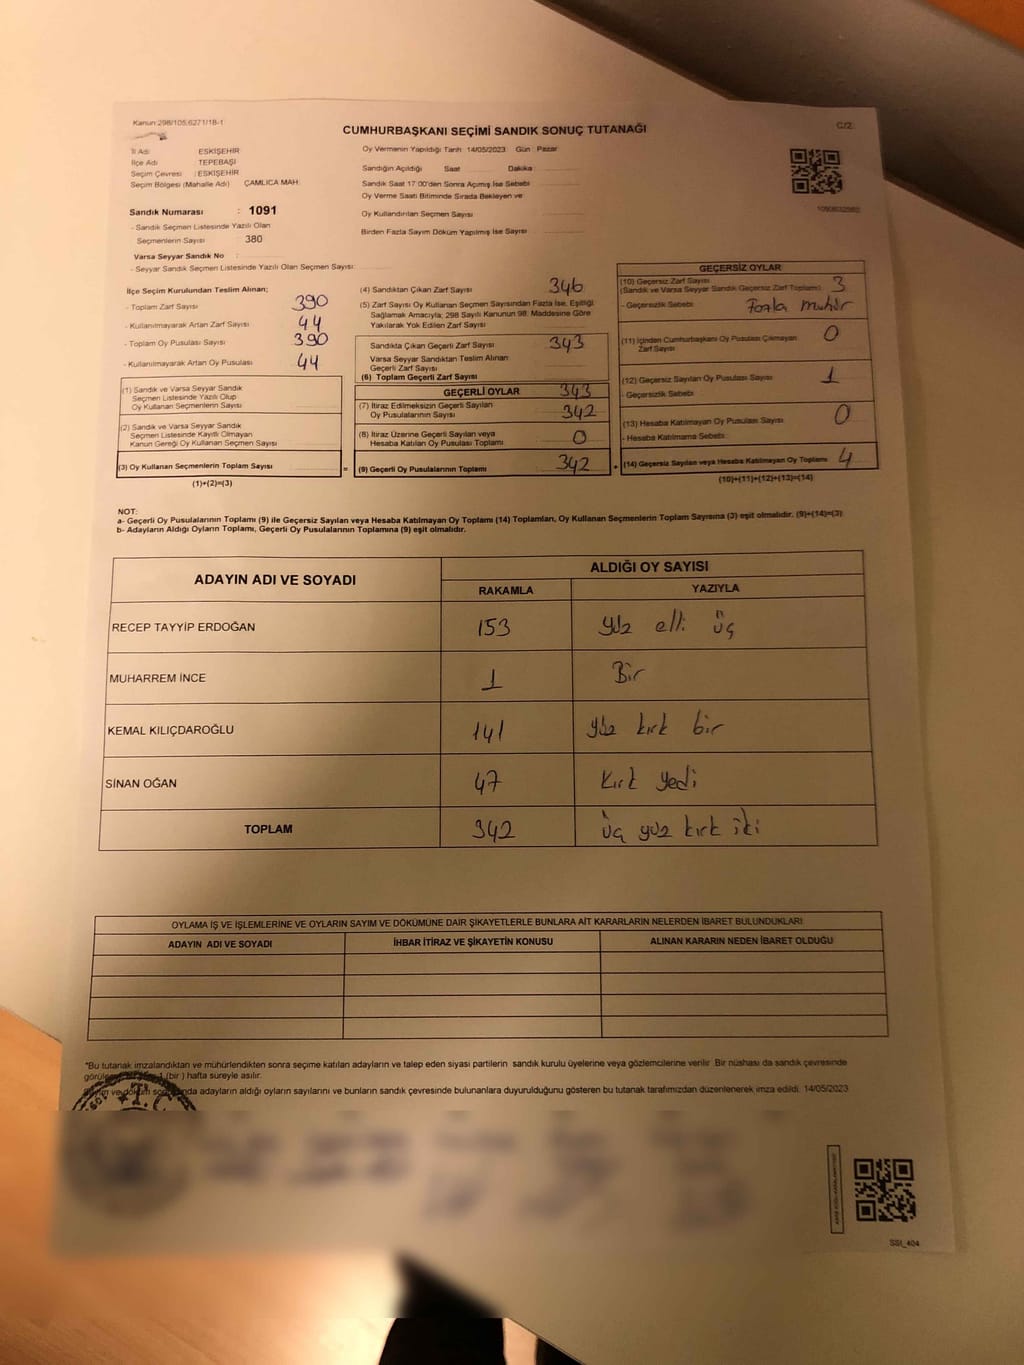 Kanun:298/105,6271/18-1
CUMHURBAŞKANI SEÇİMİ SANDIK SONUÇ TUTANAĞI
C/2
İl Adı : ESKİŞEHİR
İlçe Adı : TEPEBAŞI
Seçim Çevresi : ESKİŞEHİR
Seçim Bölgesi (Mahalle Adı) : ÇAMLICA MAH.
Sandık Numarası : 1091
- Sandık Seçmen Listesinde Yazılı Olan
Seçmenlerin Sayısı 380
Varsa Seyyar Sandık No :
- Seyyar Sandık Seçmen Listesinde Yazılı Olan Seçmen Sayısı:
Oy Vermenin Yapıldığı Tarih: 14/05/2023 Gün: Pazar
Sandığın Açıldığı Saat Dakika
Sandık Saat 17:00'den Sonra Açılmış İse Sebebi
Oy Verme Saati Bitiminde Sırada Bekleyen ve
Oy Kullandırılan Seçmen Sayısı
Birden Fazla Sayım Döküm Yapılmış İse Sayısı
İlçe Seçim Kurulundan Teslim Alınan;
- Toplam Zarf Sayısı 390
- Kullanılmayarak Artan Zarf Sayısı 44
- Toplam Oy Pusulası Sayısı 390
- Kullanılmayarak Artan Oy Pusulası 44
(1) Sandık ve Varsa Seyyar Sandık
Seçmen Listesinde Yazılı Olup
Oy Kullanan Seçmenlerin Sayısı
(2) Sandık ve Varsa Seyyar Sandık
Seçmen Listesinde Kayıtlı Olmayan
Kanun Gereği Oy Kullanan Seçmen Sayısı
(3) Oy Kullanan Seçmenlerin Toplam Sayısı =
(1)+(2)=(3)
(4) Sandıktan Çıkan Zarf Sayısı 346
(5) Zarf Sayısı Oy Kullanan Seçmen Sayısından Fazla İse, Eşitliği
Sağlamak Amacıyla; 298 Sayılı Kanunun 98. Maddesine Göre
Yakılarak Yok Edilen Zarf Sayısı
Sandıkta Çıkan Geçerli Zarf Sayısı 343
Varsa Seyyar Sandıktan Teslim Alınan
Geçerli Zarf Sayısı
(6) Toplam Geçerli Zarf Sayısı
GEÇERLİ OYLAR 343
(7) İtiraz Edilmeksizin Geçerli Sayılan
Oy Pusulalarının Sayısı 342
(8) İtiraz Üzerine Geçerli Sayılan veya
Hesaba Katılan Oy Pusulası Toplamı 0
(9) Geçerli Oy Pusulalarının Toplamı 342 +
GEÇERSİZ OYLAR
(10) Geçersiz Zarf Sayısı
(Sandık ve Varsa Seyyar Sandık Geçersiz Zarf Toplamı) 3
- Geçersizlik Sebebi: Fazla mühür
(11) İçinden Cumhurbaşkanı Oy Pusulası Çıkmayan
Zarf Sayısı 0
(12) Geçersiz Sayılan Oy Pusulası Sayısı 1
- Geçersizlik Sebebi:
(13) Hesaba Katılmayan Oy Pusulası Sayısı 0
- Hesaba Katılmama Sebebi:
(14) Geçersiz Sayılan veya Hesaba Katılmayan Oy Toplamı 4
(10)+(11)+(12)+(13)=(14)
NOT:
a- Geçerli Oy Pusulalarının Toplamı (9) ile Geçersiz Sayılan veya Hesaba Katılmayan Oy Toplamı (14) Toplamları, Oy Kullanan Seçmenlerin Toplam Sayısına (3) eşit olmalıdır. (9)+(14)=(3)
b- Adayların Aldığı Oyların Toplamı, Geçerli Oy Pusulalarının Toplamına (9) eşit olmalıdır.
ADAYIN ADI VE SOYADI ALDIĞI OY SAYISI
RAKAMLA YAZIYLA
RECEP TAYYİP ERDOĞAN 153 yüz elli üç
MUHARREM İNCE 1 Bir
KEMAL KILIÇDAROĞLU 141 yüz kırk bir
SİNAN OĞAN 47 kırk yedi
TOPLAM 342 üç yüz kırk iki
OYLAMA İŞ VE İŞLEMLERİNE VE OYLARIN SAYIM VE DÖKÜMÜNE DAİR ŞİKAYETLERLE BUNLARA AİT KARARLARIN NELERDEN İBARET BULUNDUKLARI
ADAYIN ADI VE SOYADI İHBAR İTİRAZ VE ŞİKAYETİN KONUSU ALINAN KARARIN NEDEN İBARET OLDUĞU
*Bu tutanak imzalandıktan ve mühürlendikten sonra seçime katılan adayların ve talep eden siyasi partilerin sandık kurulu üyelerine veya gözlemcilerine verilir. Bir nüshası da sandık çevresinde
1 (bir) hafta süreyle asılır.
adayların aldığı oyların sayılarını ve bunların sandık çevresinde bulunanlara duyurulduğunu gösteren bu tutanak tarafımızdan düzenlenerek imza edildi. 14/05/2023
T.C.
SSI_404